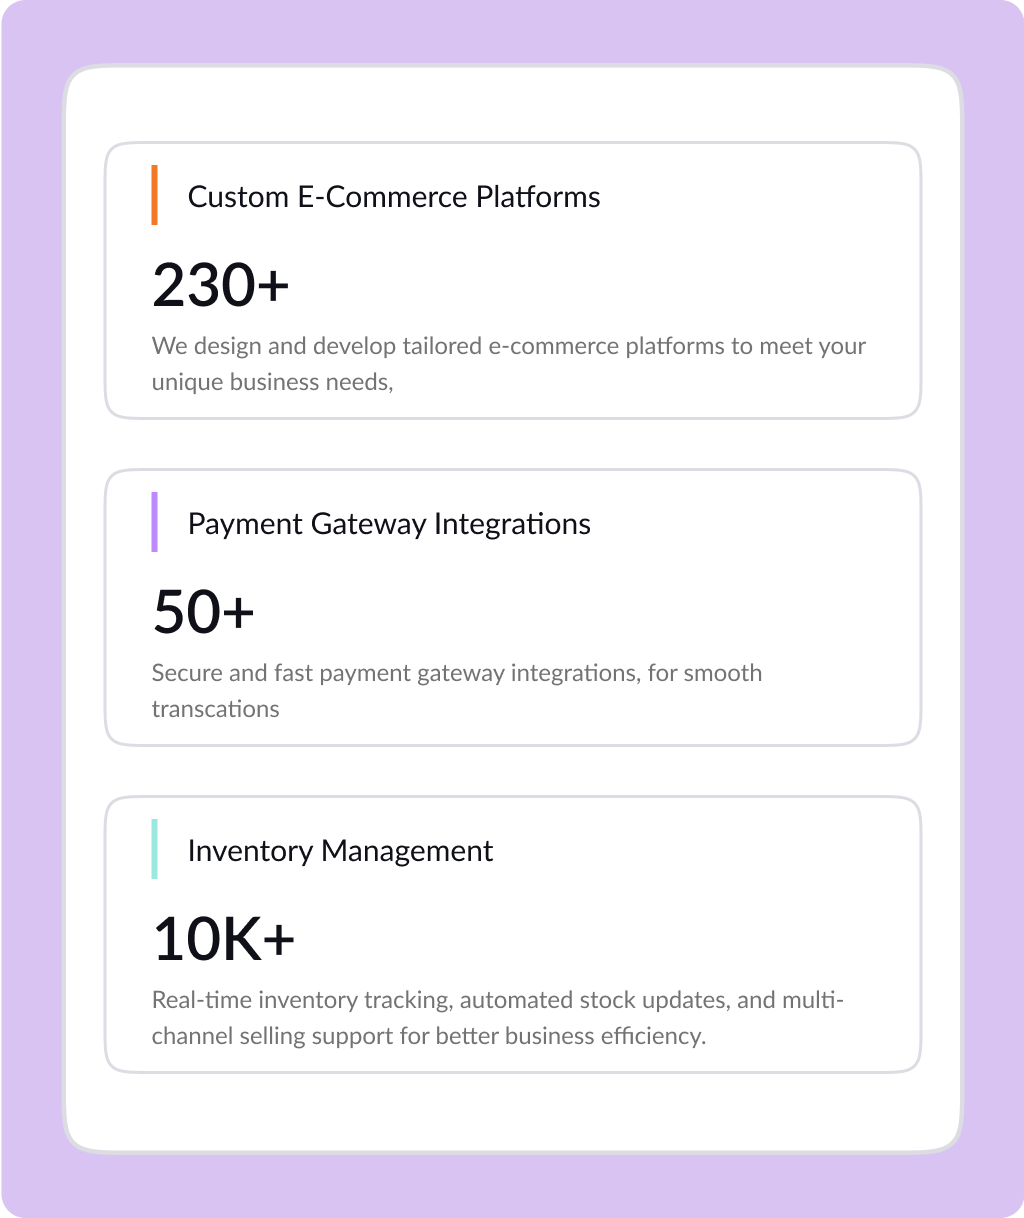 Custom E-Commerce Platforms
230+
We design and develop tailored e-commerce platforms to meet your
unique business needs,
Payment Gateway Integrations
50+
Secure and fast payment gateway integrations, for smooth
transcations
Inventory Management
10K+
Real-time inventory tracking, automated stock updates, and multi-
channel selling support for better business efficiency.